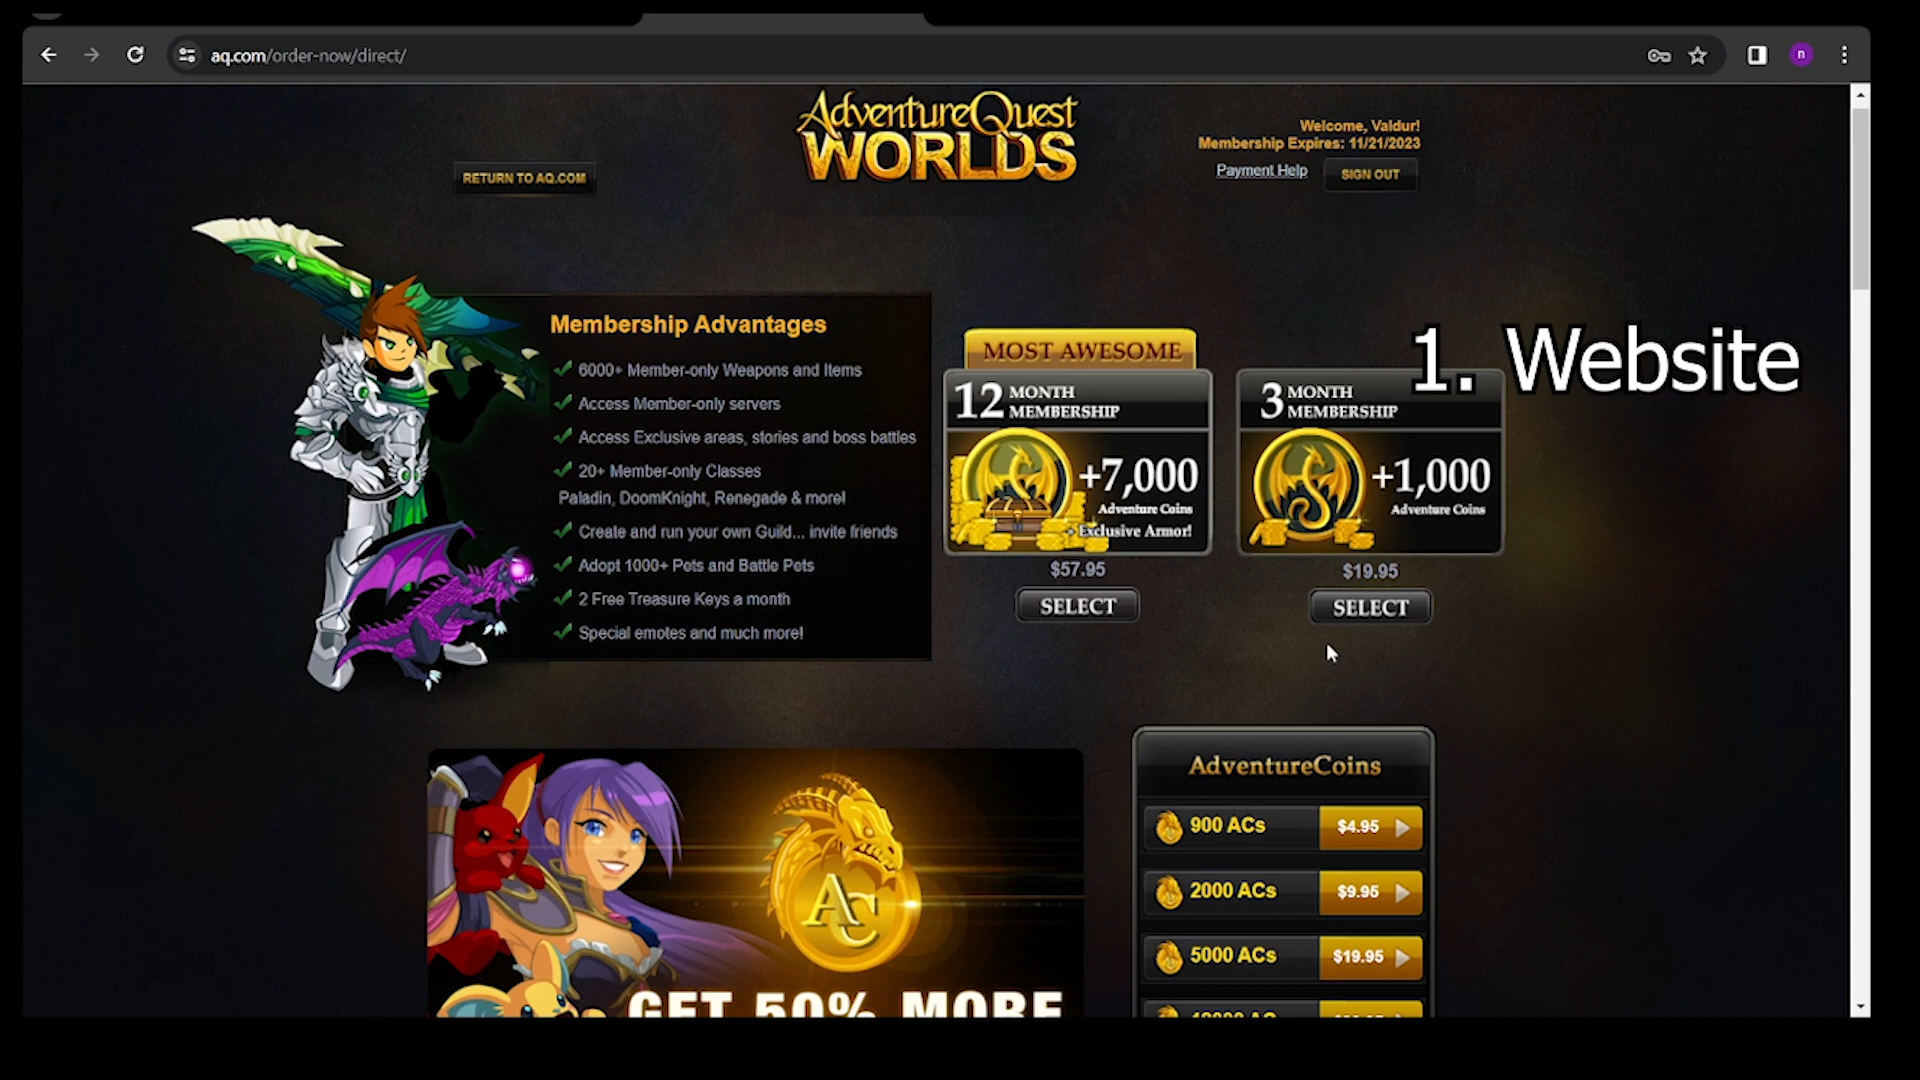 aq.com/order-now/direct/
n
AdventureQuest
WORLDS
Welcome, Valdur!
Membership Expires: 11/21/2023
Payment Help
SIGN OUT
RETURN TO AQ.COM
Membership Advantages
6000+ Member-only Weapons and Items
Access Member-only servers
Access Exclusive areas, stories and boss battles
20+ Member-only Classes
Paladin, DoomKnight, Renegade & more!
Create and run your own Guild... invite friends
Adopt 1000+ Pets and Battle Pets
2 Free Treasure Keys a month
Special emotes and much more!
MOST AWESOME
12 MONTH
MEMBERSHIP
+7,000
Adventure Coins
+ Exclusive Armor!
$57.95
SELECT
3 MONTH
MEMBERSHIP
+1,000
Adventure Coins
$19.95
SELECT
1. Website
AC
GET 50% MORE
AdventureCoins
900 ACs $4.95
2000 ACs $9.95
5000 ACs $19.95